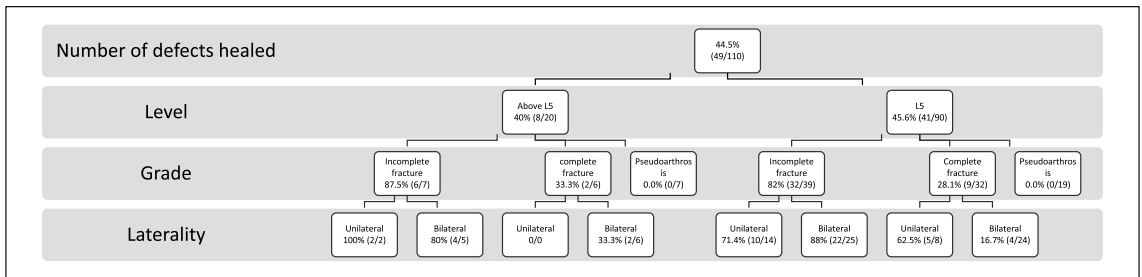 Number of defects healed
44.5%
(49/110)
Level
Above L5
40% (8/20)
L5
45.6% (41/90)
Grade
Incomplete
fracture
87.5% (6/7)
complete
fracture
33.3% (2/6)
Pseudoarthros
is
0.0% (0/7)
Incomplete
fracture
82% (32/39)
Complete
fracture
28.1% (9/32)
Pseudoarthros
is
0.0% (0/19)
Laterality
Unilateral
100% (2/2)
Bilateral
80% (4/5)
Unilateral
0/0
Bilateral
33.3% (2/6)
Unilateral
71.4% (10/14)
Bilateral
88% (22/25)
Unilateral
62.5% (5/8)
Bilateral
16.7% (4/24)